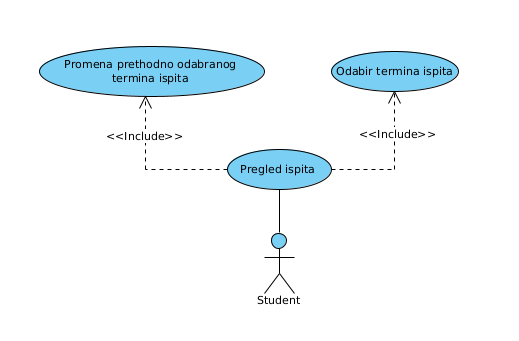 Promena prethodno odabranog
termina ispita
Odabir termina ispita
<<Include>>
<<Include>>
Pregled ispita
Student